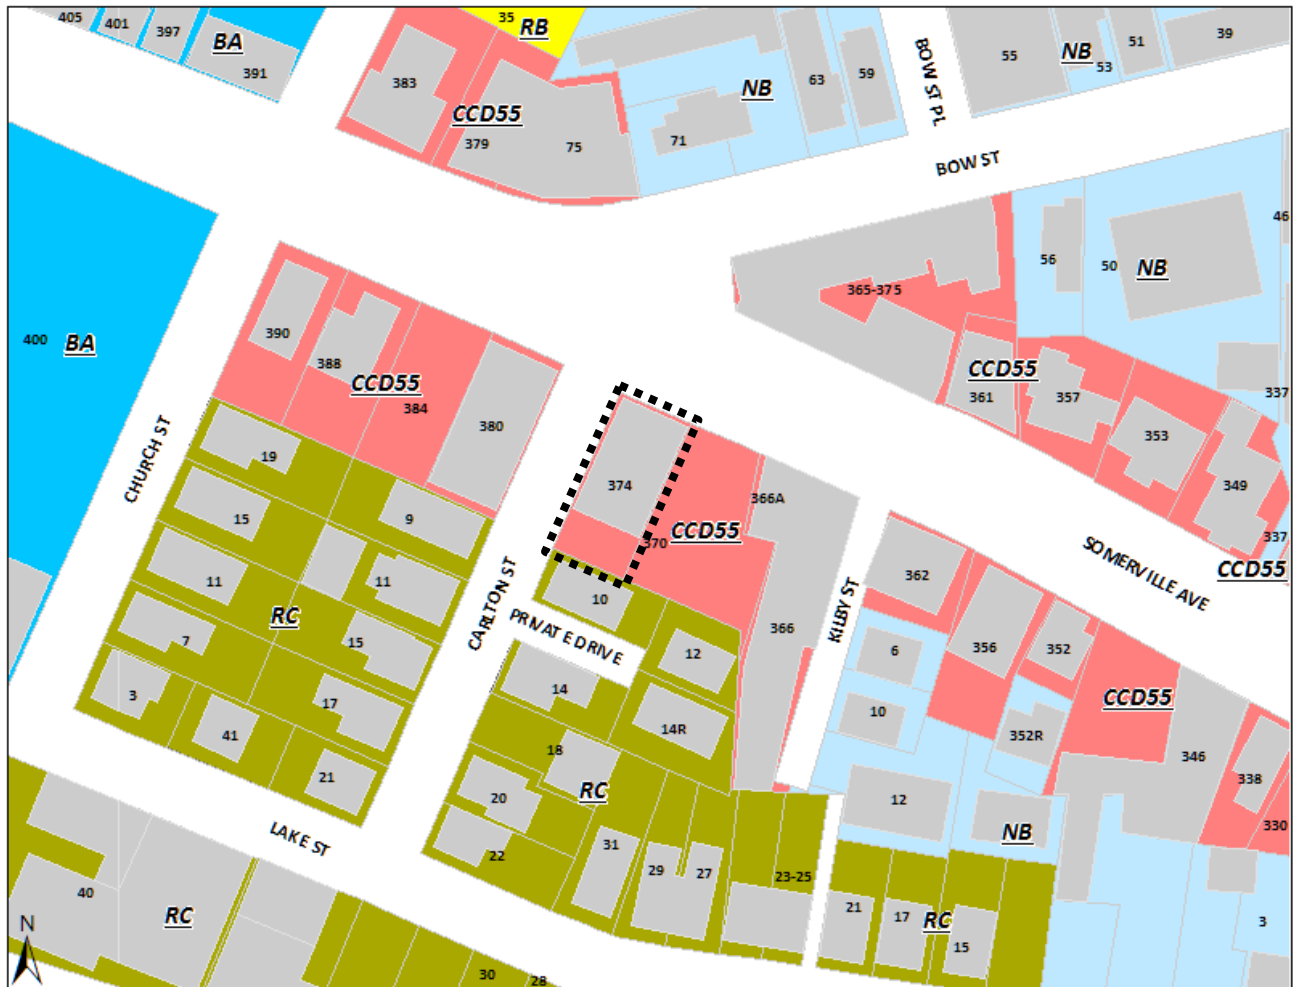 405
401
397
BA
391
35
RB
383
CCD55
379
75
NB
71
63
59
BOW ST PL
55
NB
53
51
39
BOW ST
46
56
50
NB
400
BA
390
388
CCD55
384
380
365-375
CCD55
361
357
353
349
337
337
CCD55
CHURCH ST
19
15
11
7
3
9
11
RC
15
17
41
21
CARLTON ST
374
370
CCD55
366A
366
10
PRIVATE DRIVE
12
14
14R
18
RC
20
22
31
29
27
23-25
KILBY ST
SOMERVILLE AVE
362
356
352
CCD55
6
10
352R
346
338
330
12
NB
3
21
17
RC
15
LAKE ST
40
RC
30
28
N